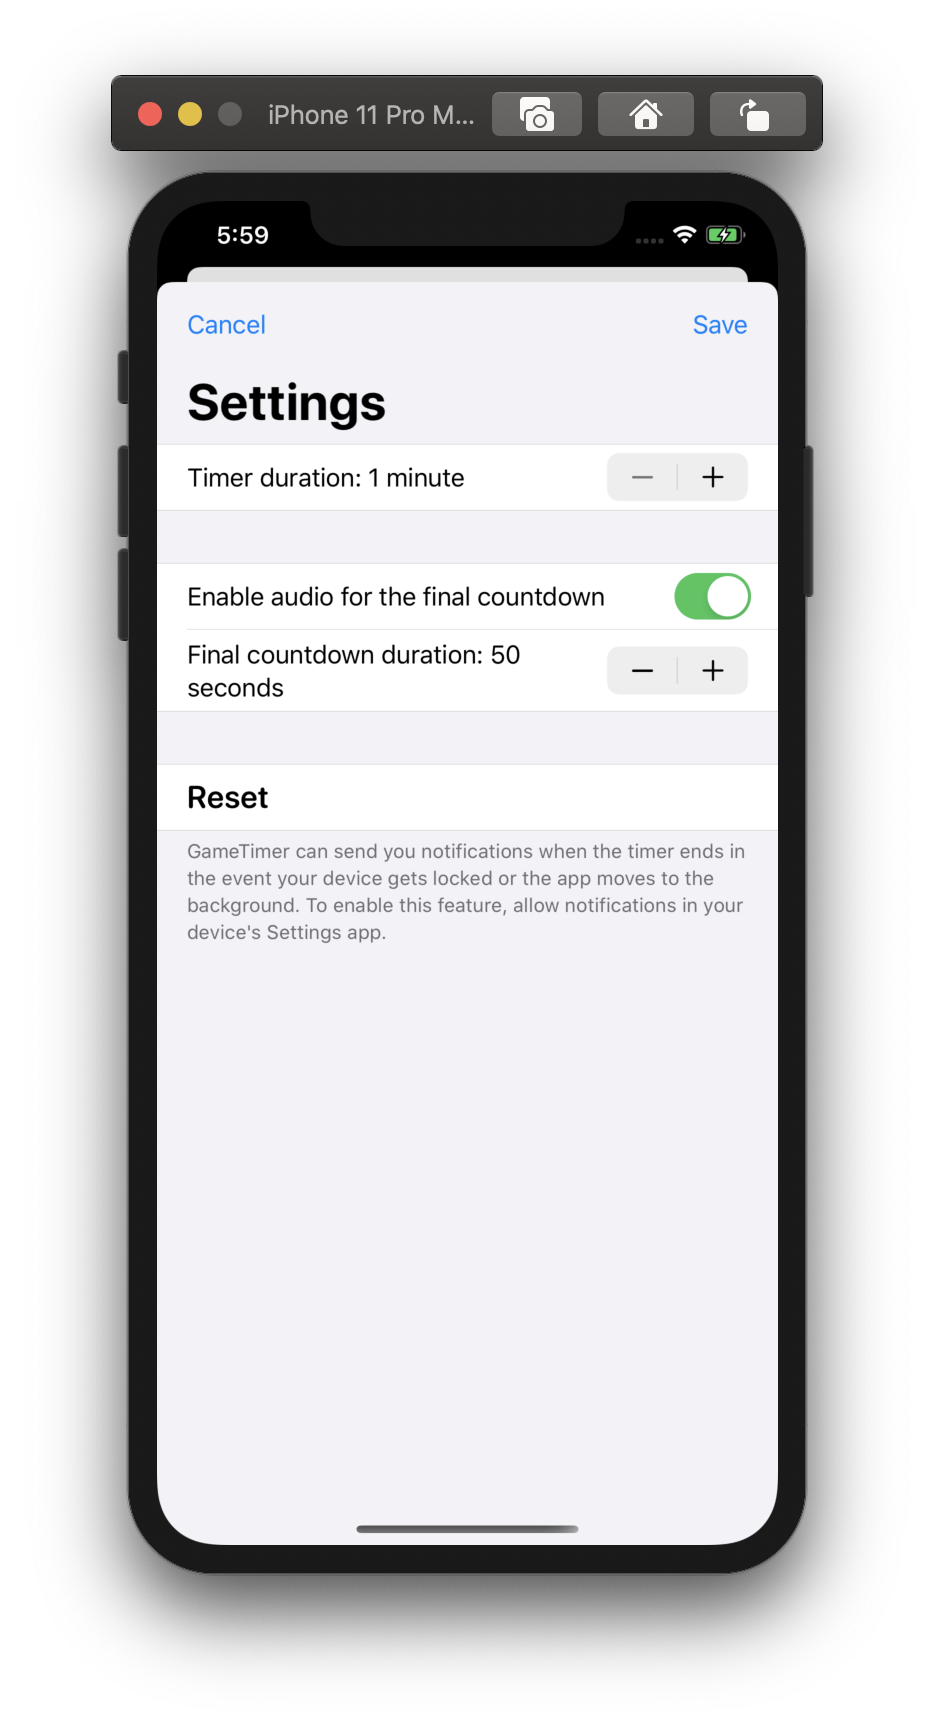 iPhone 11 Pro M...
5:59
Cancel
Save
Settings
Timer duration: 1 minute
Enable audio for the final countdown
Final countdown duration: 50
seconds
Reset
GameTimer can send you notifications when the timer ends in
the event your device gets locked or the app moves to the
background. To enable this feature, allow notifications in your
device's Settings app.